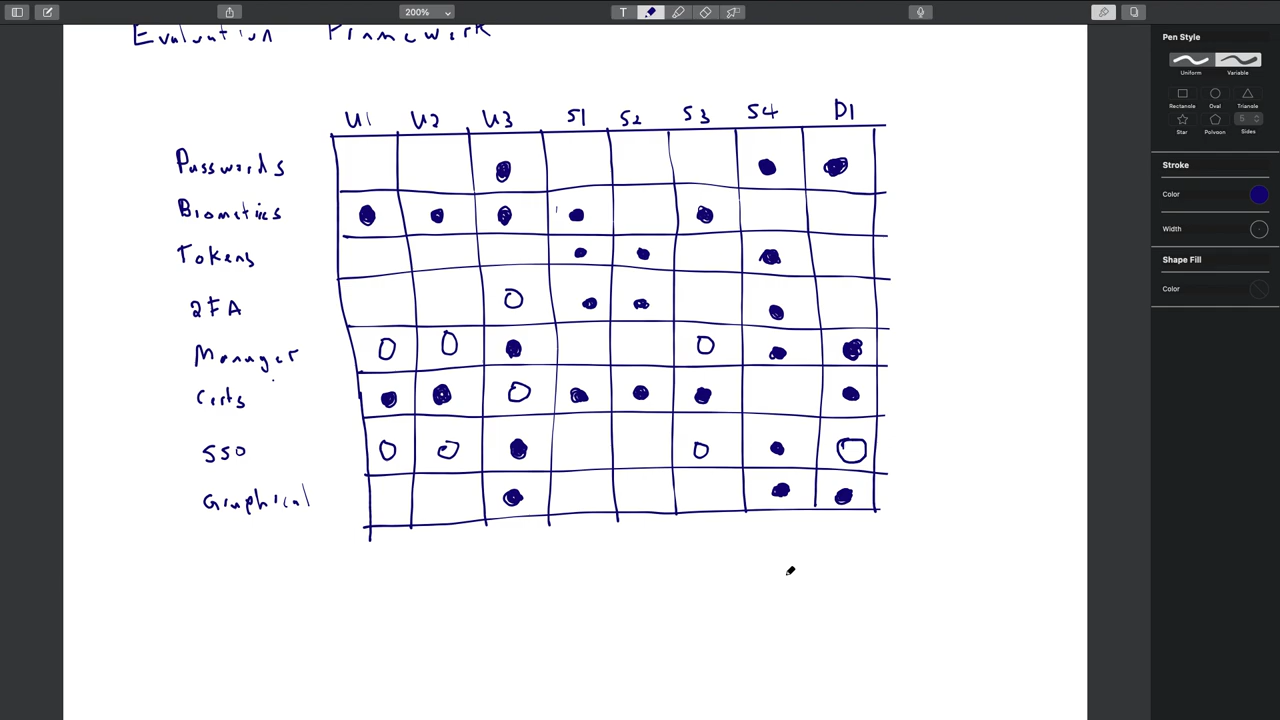 200%
T
Evaluation Framework
U1 U2 U3 S1 S2 S3 S4 D1
Passwords
Biometrics
Tokens
2FA
Manager
Certs
SSO
Graphical
Pen Style
Uniform Variable
Rectangle Oval Triangle
Star Polygon Sides
5
Stroke
Color
Width
Shape Fill
Color